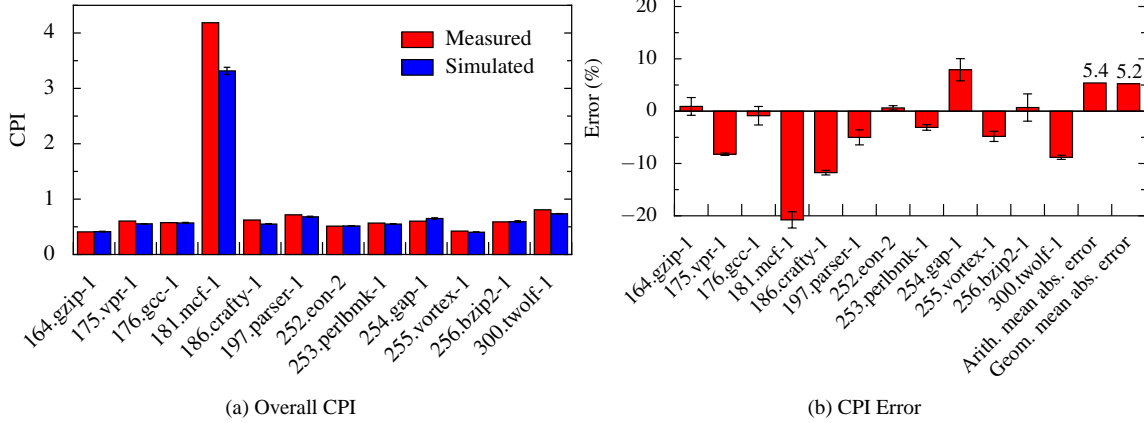 4
3
2
1
0
CPI
Measured
Simulated
164.gzip-1
175.vpr-1
176.gcc-1
181.mcf-1
186.crafty-1
197.parser-1
252.eon-2
253.perlbmk-1
254.gap-1
255.vortex-1
256.bzip2-1
300.twolf-1
(a) Overall CPI
20
10
0
−10
−20
Error (%)
5.4
5.2
164.gzip-1
175.vpr-1
176.gcc-1
181.mcf-1
186.crafty-1
197.parser-1
252.eon-2
253.perlbmk-1
254.gap-1
255.vortex-1
256.bzip2-1
300.twolf-1
Arith. mean abs. error
Geom. mean abs. error
(b) CPI Error